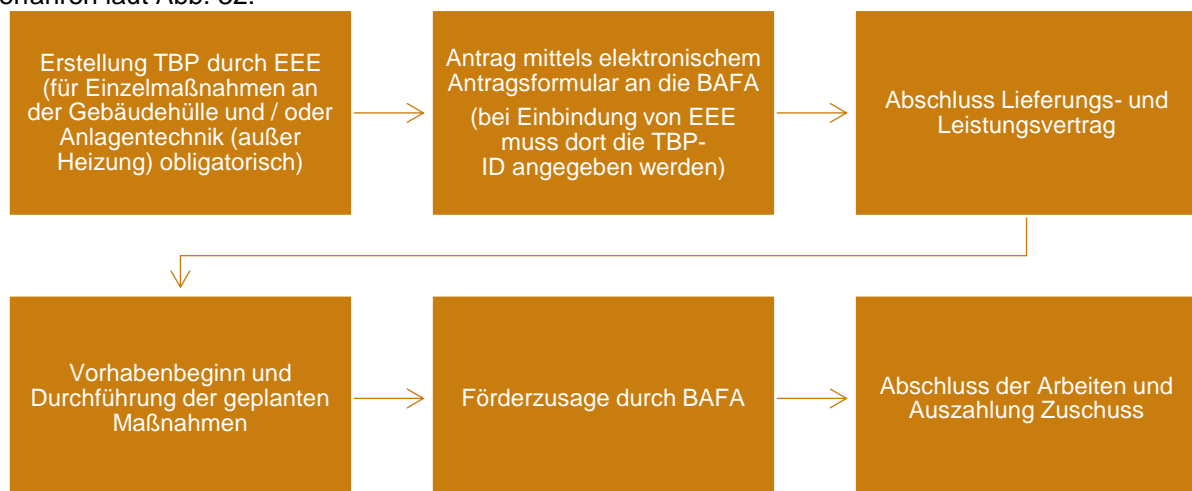 laut Abb.
Erstellung TBP durch EEE
(für Einzelmaßnahmen an
der Gebäudehülle und / oder
Anlagentechnik (außer
Heizung) obligatorisch)
Antrag mittels elektronischem
Antragsformular an die BAFA
(bei Einbindung von EEE
muss dort die TBP-
ID angegeben werden)
Abschluss Lieferungs- und
Leistungsvertrag
Vorhabenbeginn und
Durchführung der geplanten
Maßnahmen
Förderzusage durch BAFA
Abschluss der Arbeiten und
Auszahlung Zuschuss